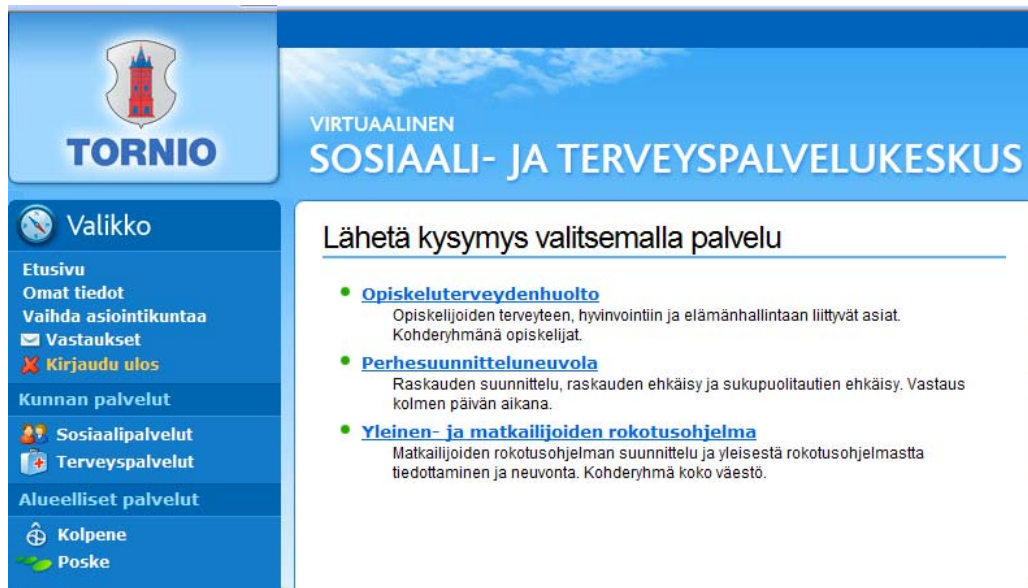 TORNIO
VIRTUAALINEN
SOSIAALI- JA TERVEYSPALVELUKESKUS
Valikko
Etusivu
Omat tiedot
Vaihda asiointikuntaa
Vastaukset
Kirjaudu ulos
Kunnan palvelut
Sosiaalipalvelut
Terveyspalvelut
Alueelliset palvelut
Kolpene
Poske
Lähetä kysymys valitsemalla palvelu
Opiskeluterveydenhuolto
Opiskelijoiden terveyteen, hyvinvointiin ja elämänhallintaan liittyvät asiat.
Kohderyhmänä opiskelijat.
Perhesuunnitteluneuvola
Raskauden suunnittelu, raskauden ehkäisy ja sukupuolitautien ehkäisy. Vastaus
kolmen päivän aikana.
Yleinen- ja matkailijoiden rokotusohjelma
Matkailijoiden rokotusohjelman suunnittelu ja yleisestä rokotusohjelmastta
tiedottaminen ja neuvonta. Kohderyhmä koko väestö.